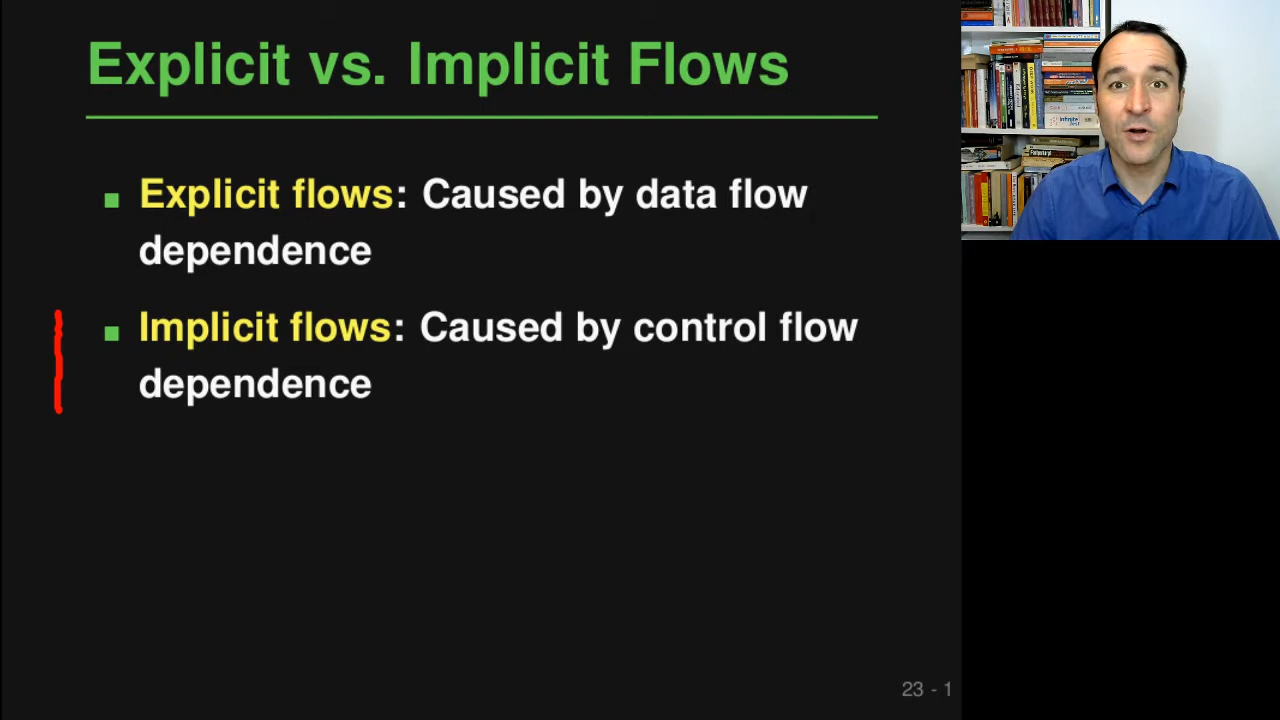 Explicit vs. Implicit Flows
Explicit flows: Caused by data flow
dependence
Implicit flows: Caused by control flow
dependence
23 - 1